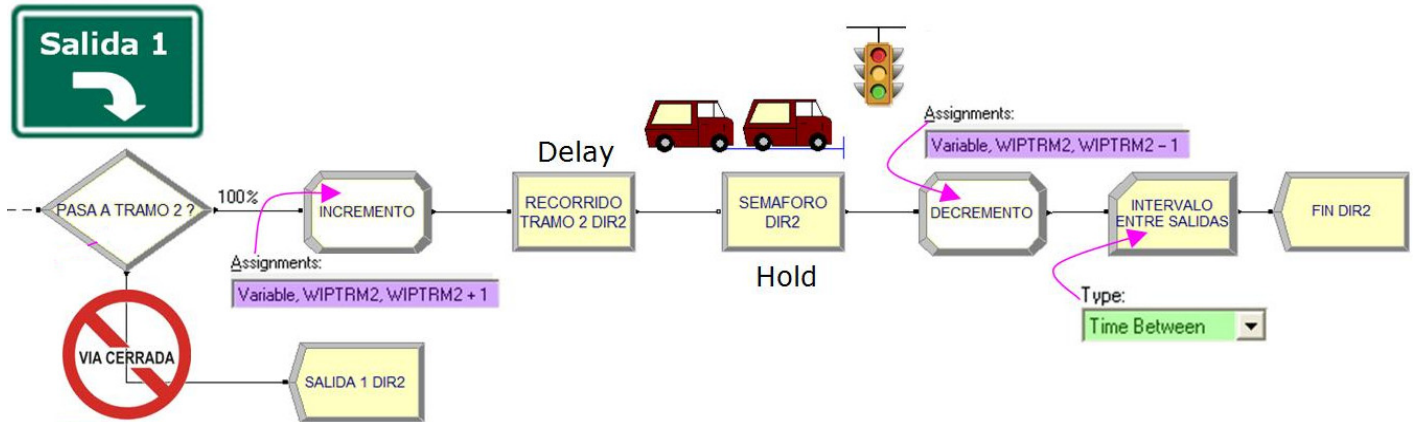 Salida 1
PASA A TRAMO 2 ?
100%
INCREMENTO
Assignments:
Variable, WIPTRM2, WIPTRM2 + 1
Delay
RECORRIDO
TRAMO 2 DIR2
SEMAFORO
DIR2
Hold
Assignments:
Variable, WIPTRM2, WIPTRM2 − 1
DECREMENTO
INTERVALO
ENTRE SALIDAS
Type:
Time Between
FIN DIR2
VIA CERRADA
SALIDA 1 DIR2